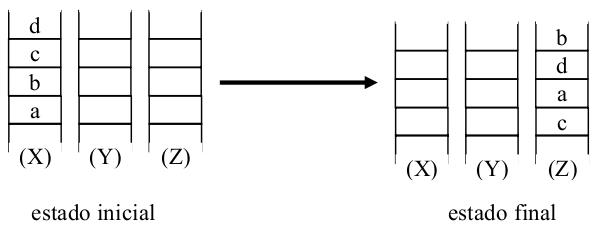 d
c
b
a
(X) (Y) (Z)
estado inicial
b
d
a
c
(X) (Y) (Z)
estado final